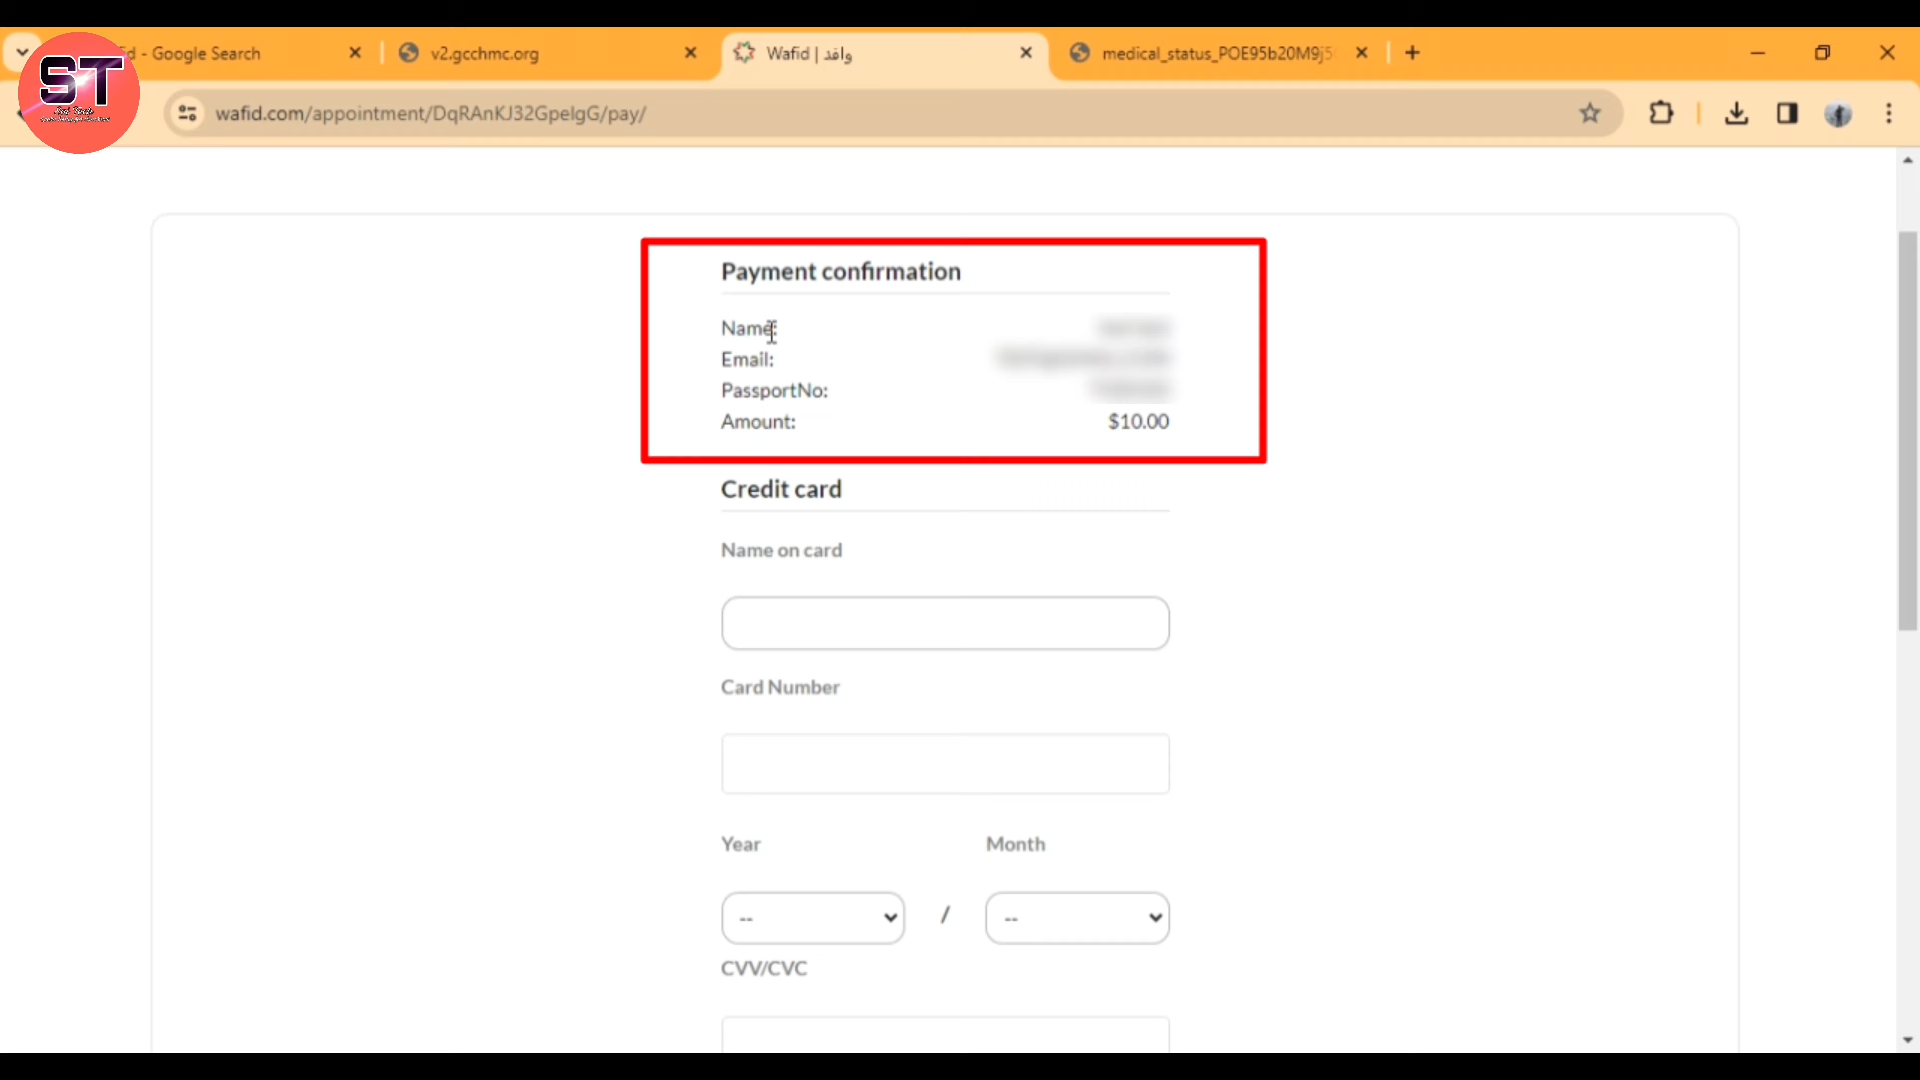 ST
d - Google Search
v2.gcchmc.org
Wafid | وافد
medical_status_POE95b20M9j5
wafid.com/appointment/DqRAnKJ32GpelgG/pay/
Payment confirmation
Name:
Email:
PassportNo:
Amount: $10.00
Credit card
Name on card
Card Number
Year Month
-- / --
CVV/CVC